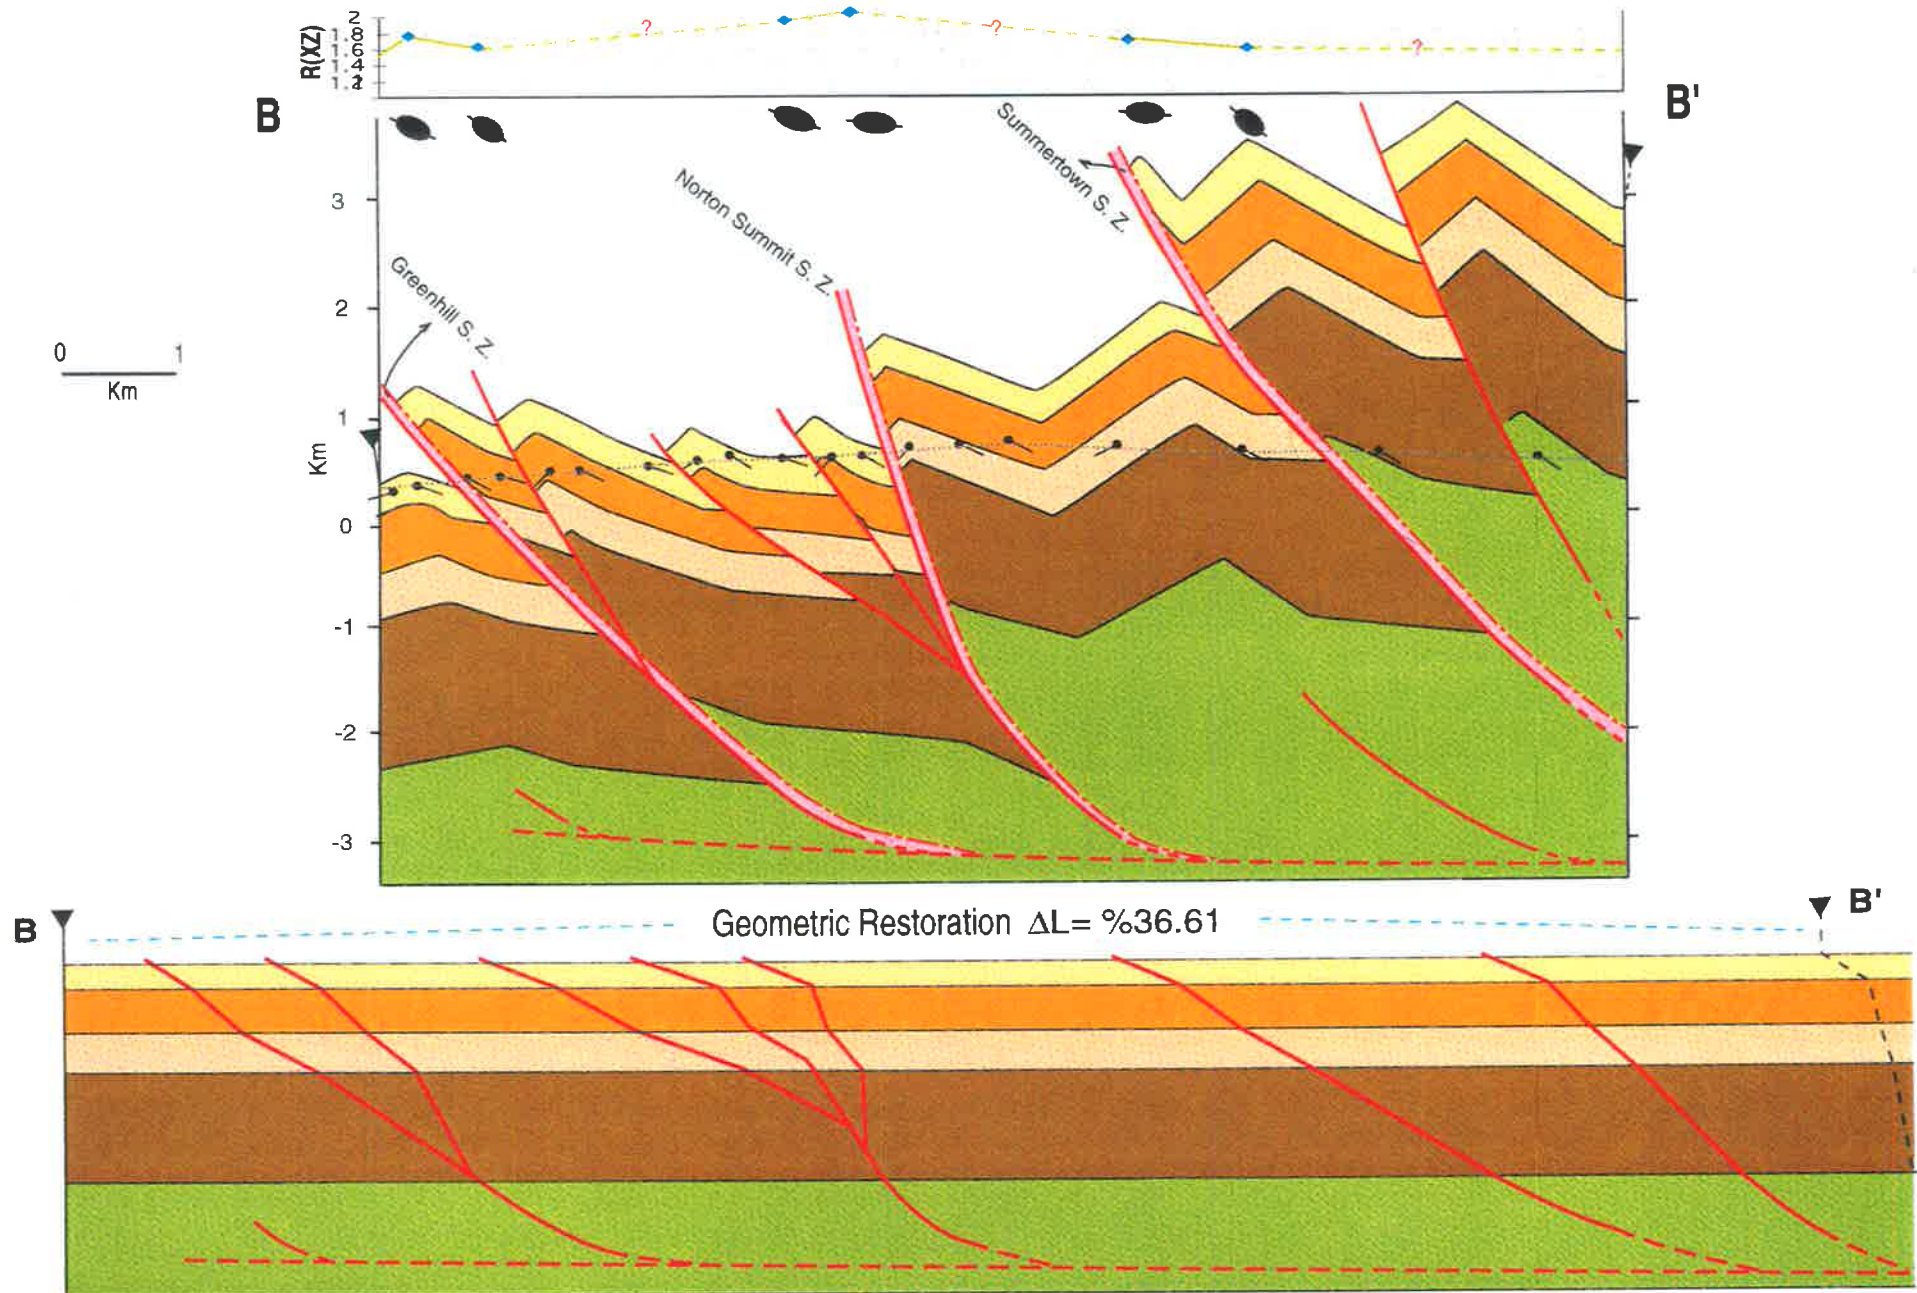 R(XZ)
2
1.8
1.6
1.4
1.2
?
?
?
B
B'
Greenhill S. Z.
Norton Summit S. Z.
Summertown S. Z.
0 1
Km
Km
3
2
1
0
-1
-2
-3
B
Geometric Restoration ΔL= %36.61
B'